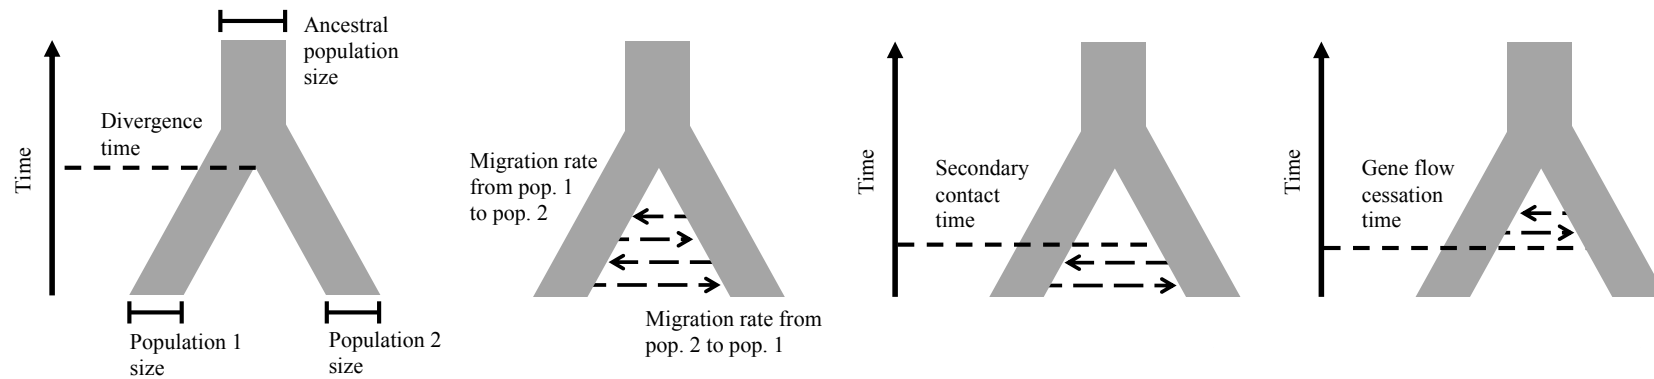 Ancestral
population
size
Divergence
time
Time
Population 1
size
Population 2
size
Migration rate
from pop. 1
to pop. 2
Migration rate from
pop. 2 to pop. 1
Time
Secondary
contact
time
Time
Gene flow
cessation
time